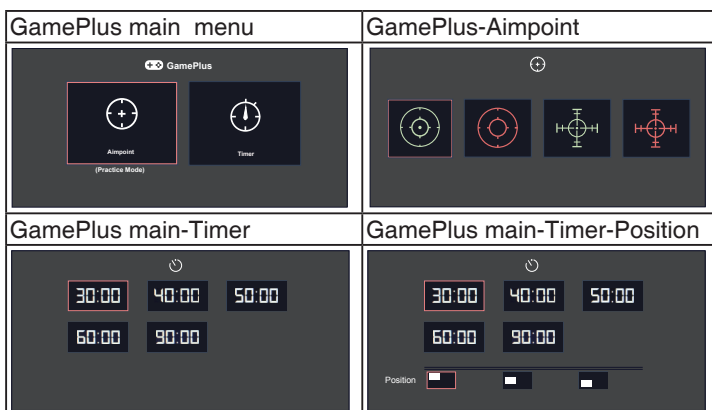 GamePlus main menu
GamePlus-Aimpoint
GamePlus
Aimpoint
Timer
(Practice Mode)
GamePlus main-Timer
GamePlus main-Timer-Position
30:00 40:00 50:00
60:00 90:00
30:00 40:00 50:00
60:00 90:00
Position